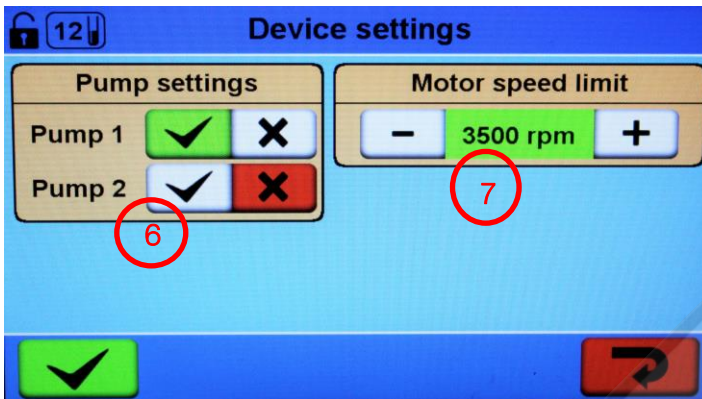 12
Device settings
Pump settings
Pump 1
Pump 2
6
Motor speed limit
3500 rpm
7